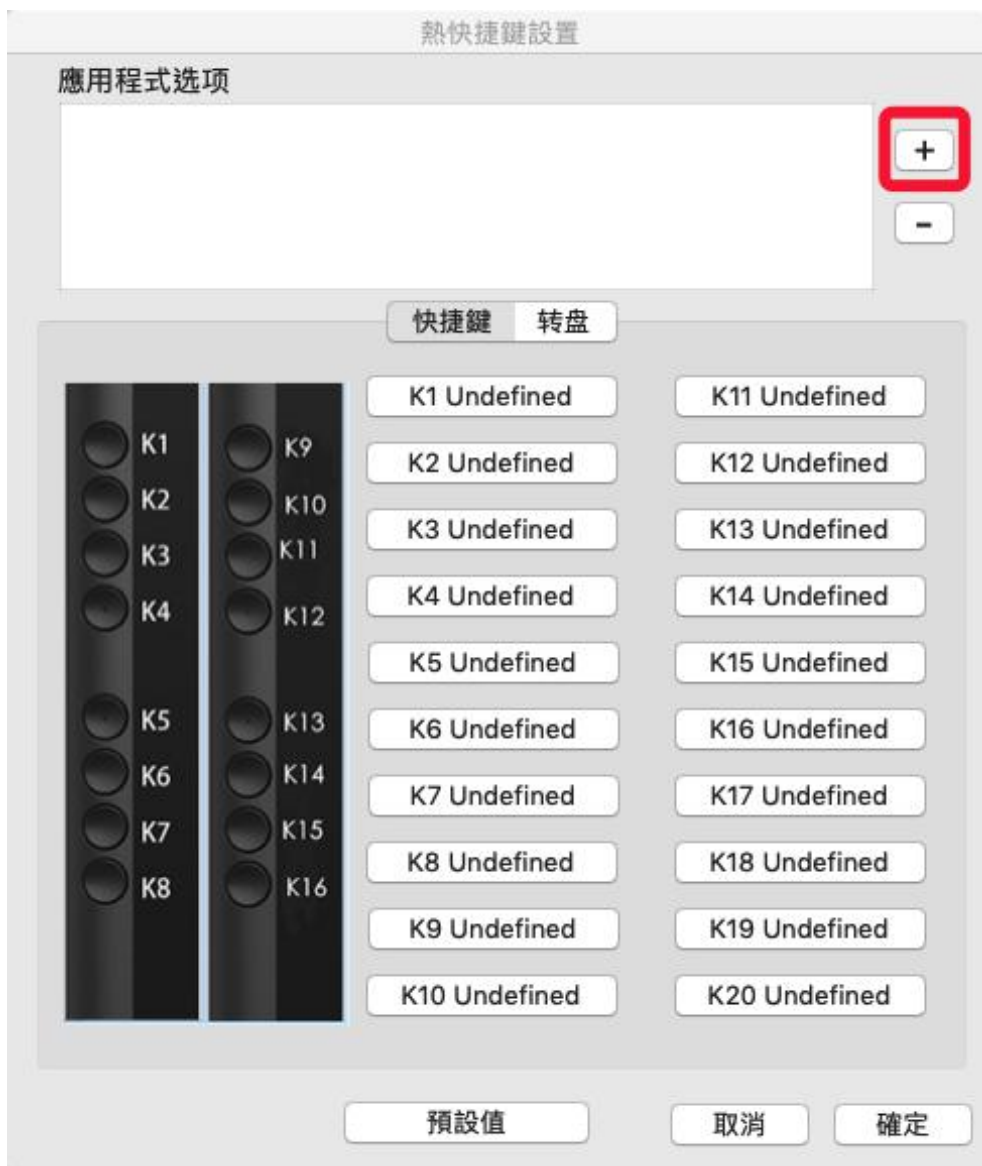 熱快捷鍵設置
應用程式选项
+
-
快捷鍵 转盘
K1
K2
K3
K4
K5
K6
K7
K8
K9
K10
K11
K12
K13
K14
K15
K16
K1 Undefined
K2 Undefined
K3 Undefined
K4 Undefined
K5 Undefined
K6 Undefined
K7 Undefined
K8 Undefined
K9 Undefined
K10 Undefined
K11 Undefined
K12 Undefined
K13 Undefined
K14 Undefined
K15 Undefined
K16 Undefined
K17 Undefined
K18 Undefined
K19 Undefined
K20 Undefined
預設值
取消
確定